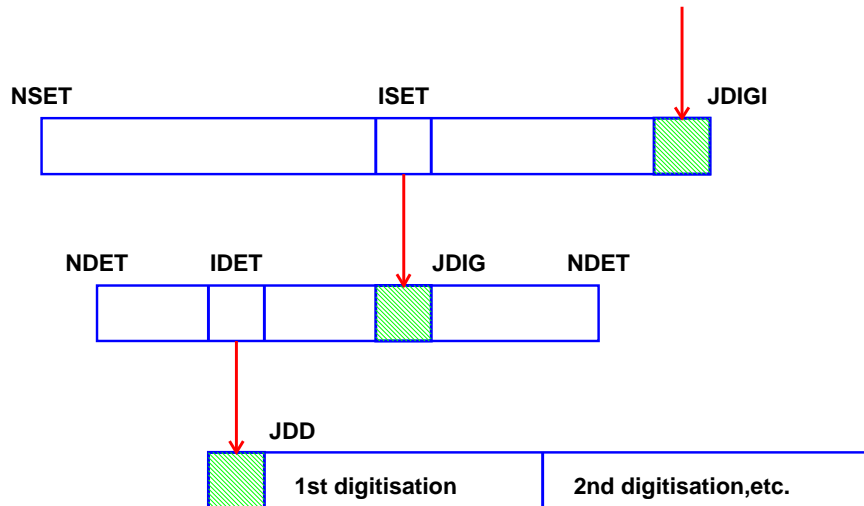 NSET ISET JDIGI
NDET IDET JDIG NDET
JDD
1st digitisation 2nd digitisation,etc.